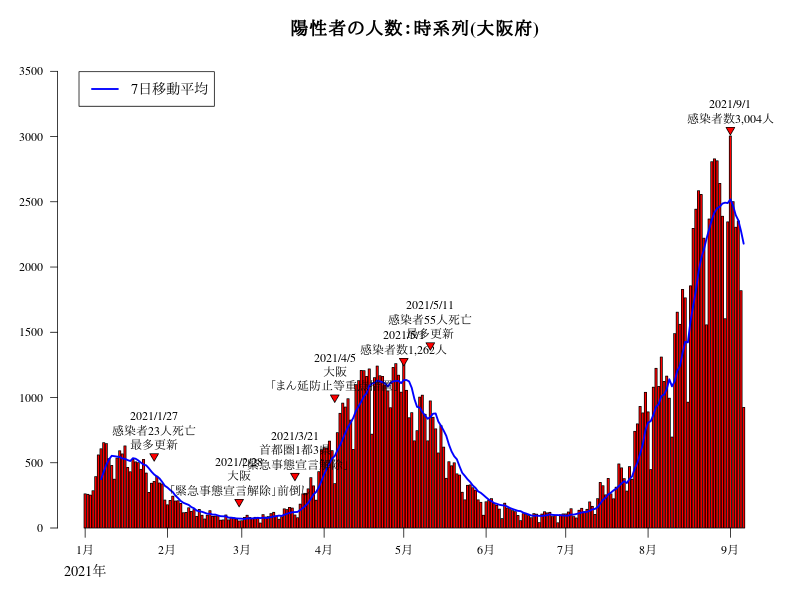 陽性者の人数：時系列(大阪府)
3500
3000
2500
2000
1500
1000
500
0
7日移動平均
2021/9/1
感染者数3,004人
2021/5/11
感染者55人死亡
最多更新
感染者数1,262人
2021/4/5
大阪
「まん延防止等重
2021/3/21
首都圏1都3
緊急事態宣言解除」
2021/1/27
感染者23人死亡
最多更新
2021/2/28
大阪
「緊急事態宣言解除」前倒し
1月
2月
3月
4月
5月
6月
7月
8月
9月
2021年